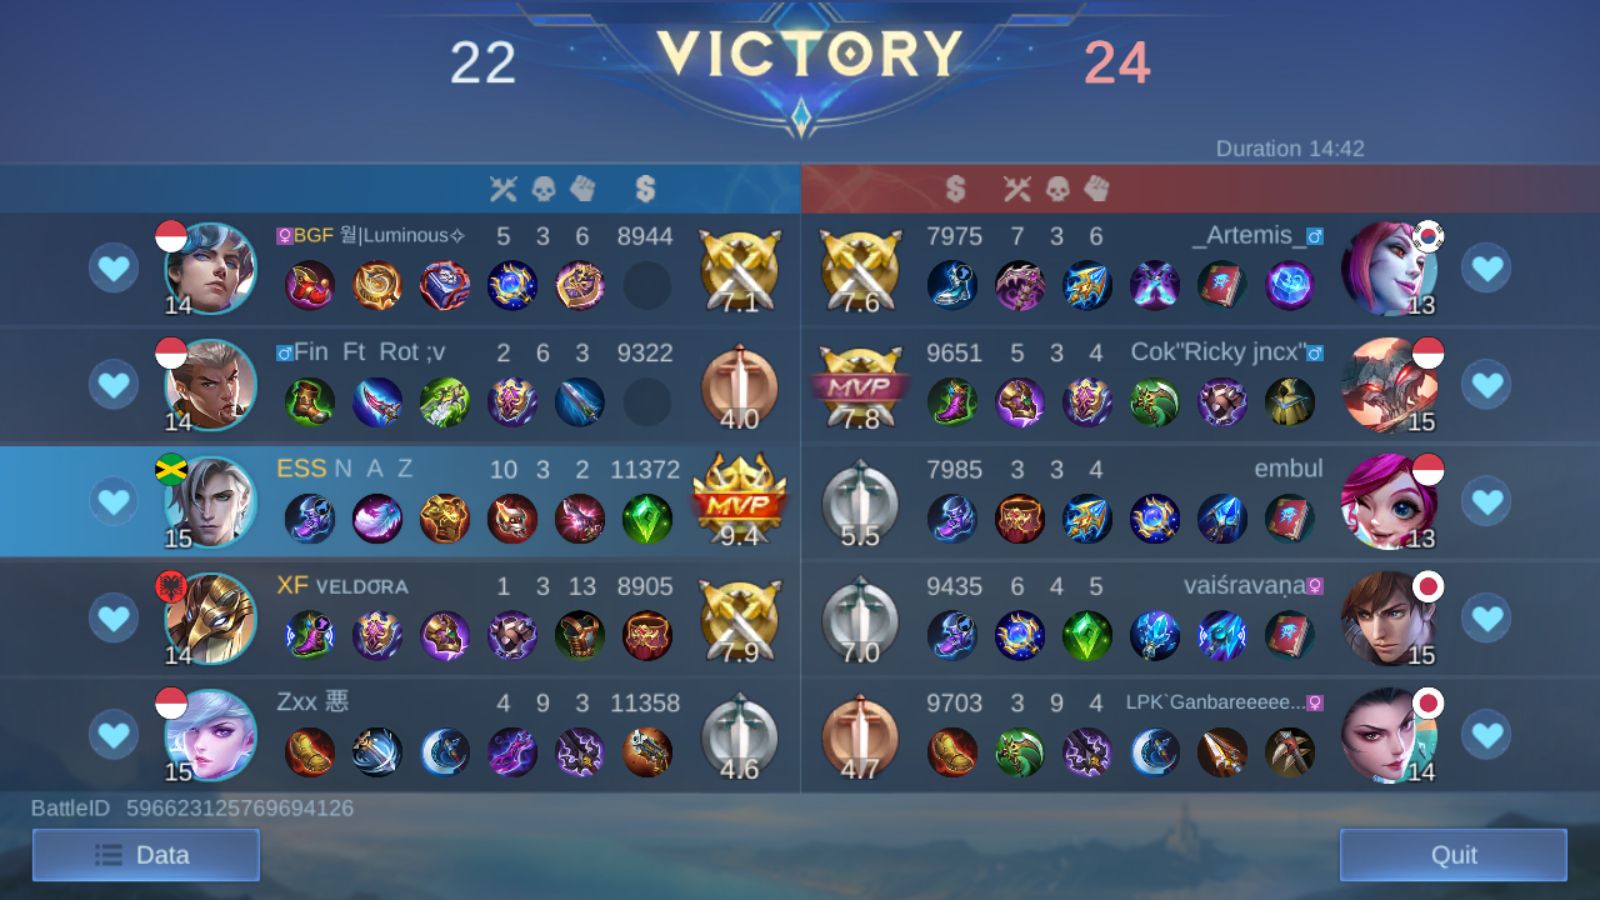 22 VICTORY 24
Duration 14:42
BGF 월|Luminous✧ 5 3 6 8944
14 7.1
7975 7 3 6 _Artemis_
7.6 13
Fin Ft Rot ;v 2 6 3 9322
14 4.0
9651 5 3 4 Cok"Ricky jncx"
MVP 7.8 15
ESS N A Z 10 3 2 11372
15 MVP 9.4
7985 3 3 4 embul
5.5 13
XF VELDORA 1 3 13 8905
14 7.9
9435 6 4 5 vaiśravaṇa
7.0 15
Zxx 悪 4 9 3 11358
15 4.6
9703 3 9 4 LPK`Ganbareeeee...
4.7 14
BattleID 596623125769694126
Data
Quit